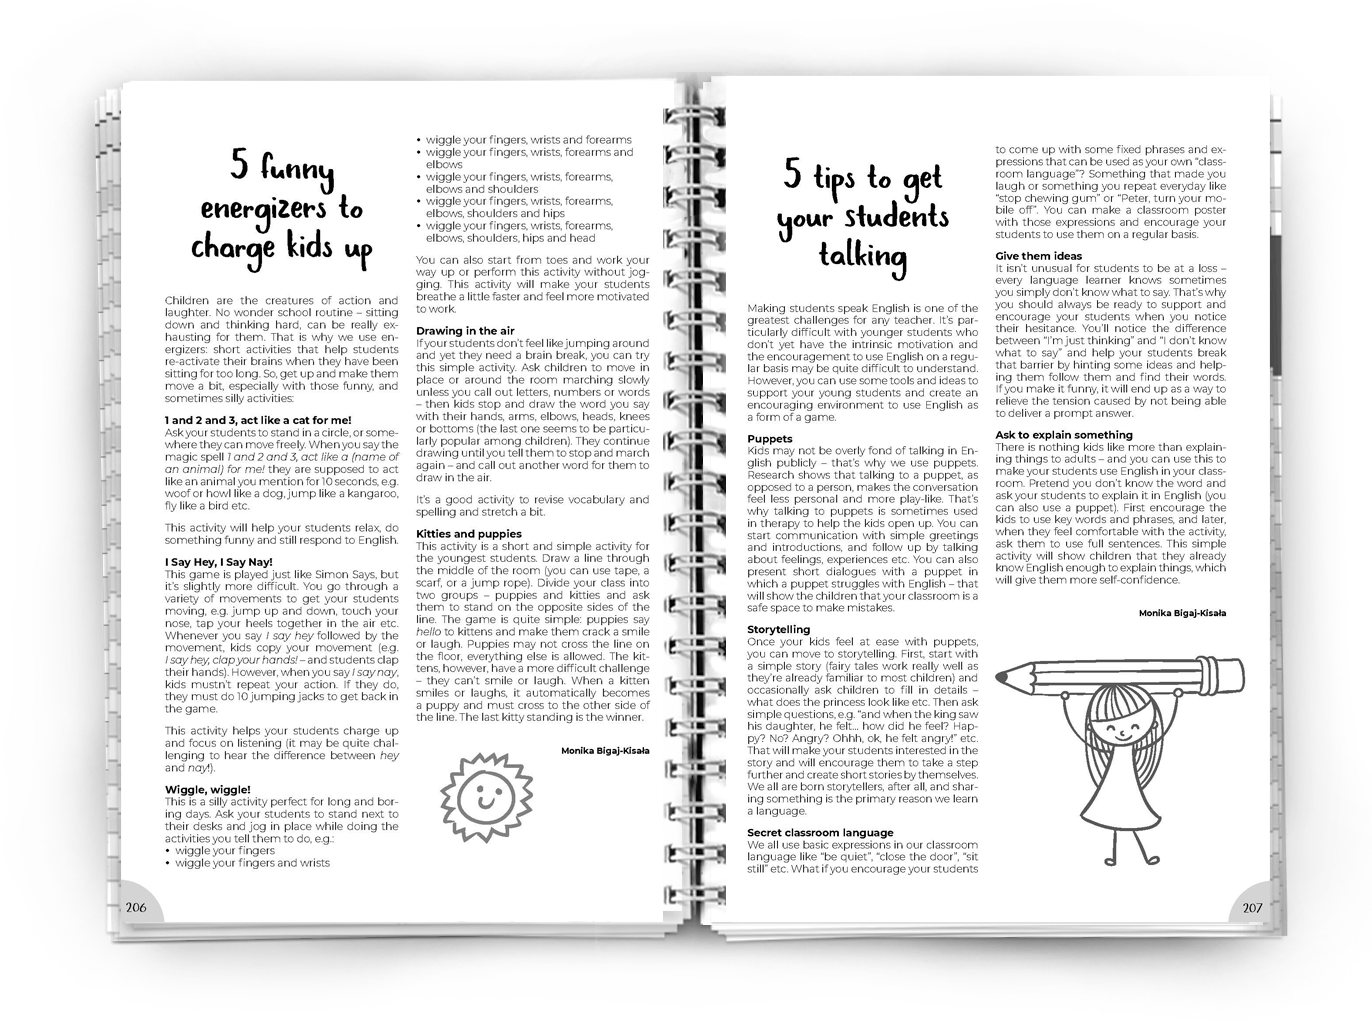 5 funny
energizers to
charge kids up
Children are the creatures of action and
laughter. No wonder school routine – sitting
down and thinking hard, can be really ex-
hausting for them. That is why we use en-
ergizers: short activities that help students
re-activate their brains when they have been
sitting for too long. So, get up and make them
move a bit, especially with those funny, and
sometimes silly activities:
1 and 2 and 3, act like a cat for me!
Ask your students to stand in a circle, or some-
where they can move freely. When you say the
magic spell 1 and 2 and 3, act like a (name of
an animal) for me! they are supposed to act
like an animal you mention for 10 seconds, e.g.
woof or howl like a dog, jump like a kangaroo,
fly like a bird etc.
This activity will help your students relax, do
something funny and still respond to English.
I Say Hey, I Say Nay!
This game is played just like Simon Says, but
it's slightly more difficult. You go through a
variety of movements to get your students
moving, e.g. jump up and down, touch your
nose, tap your heels together in the air etc.
Whenever you say I say hey followed by the
movement, kids copy your movement (e.g.
I say hey, clap your hands! – and students clap
their hands). However, when you say I say nay,
kids mustn't repeat your action. If they do,
they must do 10 jumping jacks to get back in
the game.
This activity helps your students charge up
and focus on listening (it may be quite chal-
lenging to hear the difference between hey
and nay!).
Wiggle, wiggle!
This is a silly activity perfect for long and bor-
ing days. Ask your students to stand next to
their desks and jog in place while doing the
activities you tell them to do, e.g.:
• wiggle your fingers
• wiggle your fingers and wrists
• wiggle your fingers, wrists and forearms
• wiggle your fingers, wrists, forearms and
elbows
• wiggle your fingers, wrists, forearms,
elbows and shoulders
• wiggle your fingers, wrists, forearms,
elbows, shoulders and hips
• wiggle your fingers, wrists, forearms,
elbows, shoulders, hips and head
You can also start from toes and work your
way up or perform this activity without jog-
ging. This activity will make your students
breathe a little faster and feel more motivated
to work.
Drawing in the air
If your students don't feel like jumping around
and yet they need a brain break, you can try
this simple activity. Ask children to move in
place or around the room marching slowly
unless you call out letters, numbers or words
– then kids stop and draw the word you say
with their hands, arms, elbows, heads, knees
or bottoms (the last one seems to be particu-
larly popular among children). They continue
drawing until you tell them to stop and march
again – and call out another word for them to
draw in the air.
It's a good activity to revise vocabulary and
spelling and stretch a bit.
Kitties and puppies
This activity is a short and simple activity for
the youngest students. Draw a line through
the middle of the room (you can use tape, a
scarf, or a jump rope). Divide your class into
two groups – puppies and kitties and ask
them to stand on the opposite sides of the
line. The game is quite simple: puppies say
hello to kittens and make them crack a smile
or laugh. Puppies may not cross the line on
the floor, everything else is allowed. The kit-
tens, however, have a more difficult challenge
– they can't smile or laugh. When a kitten
smiles or laughs, it automatically becomes
a puppy and must cross to the other side of
the line. The last kitty standing is the winner.
Monika Bigaj-Kisała
206
5 tips to get
your students
talking
Making students speak English is one of the
greatest challenges for any teacher. It's par-
ticularly difficult with younger students who
don't yet have the intrinsic motivation and
the encouragement to use English on a regu-
lar basis may be quite difficult to understand.
However, you can use some tools and ideas to
support your young students and create an
encouraging environment to use English as
a form of a game.
Puppets
Kids may not be overly fond of talking in En-
glish publicly – that's why we use puppets.
Research shows that talking to a puppet, as
opposed to a person, makes the conversation
feel less personal and more play-like. That's
why talking to puppets is sometimes used
in therapy to help the kids open up. You can
start communication with simple greetings
and introductions, and follow up by talking
about feelings, experiences etc. You can also
present short dialogues with a puppet in
which a puppet struggles with English – that
will show the children that your classroom is a
safe space to make mistakes.
Storytelling
Once your kids feel at ease with puppets,
you can move to storytelling. First, start with
a simple story (fairy tales work really well as
they're already familiar to most children) and
occasionally ask children to fill in details –
what does the princess look like etc. Then ask
simple questions, e.g. "and when the king saw
his daughter, he felt... how did he feel? Hap-
py? No? Angry? Ohhh, ok, he felt angry!" etc.
That will make your students interested in the
story and will encourage them to take a step
further and create short stories by themselves.
We all are born storytellers, after all, and shar-
ing something is the primary reason we learn
a language.
Secret classroom language
We all use basic expressions in our classroom
language like "be quiet", "close the door", "sit
still" etc. What if you encourage your students
to come up with some fixed phrases and ex-
pressions that can be used as your own "class-
room language"? Something that made you
laugh or something you repeat everyday like
"stop chewing gum" or "Peter, turn your mo-
bile off". You can make a classroom poster
with those expressions and encourage your
students to use them on a regular basis.
Give them ideas
It isn't unusual for students to be at a loss –
every language learner knows sometimes
you simply don't know what to say. That's why
you should always be ready to support and
encourage your students when you notice
their hesitance. You'll notice the difference
between "I'm just thinking" and "I don't know
what to say" and help your students break
that barrier by hinting some ideas and help-
ing them follow them and find their words.
If you make it funny, it will end up as a way to
relieve the tension caused by not being able
to deliver a prompt answer.
Ask to explain something
There is nothing kids like more than explain-
ing things to adults – and you can use this to
make your students use English in your class-
room. Pretend you don't know the word and
ask your students to explain it in English (you
can also use a puppet). First encourage the
kids to use key words and phrases, and later,
when they feel comfortable with the activity,
ask them to use full sentences. This simple
activity will show children that they already
know English enough to explain things, which
will give them more self-confidence.
Monika Bigaj-Kisała
207